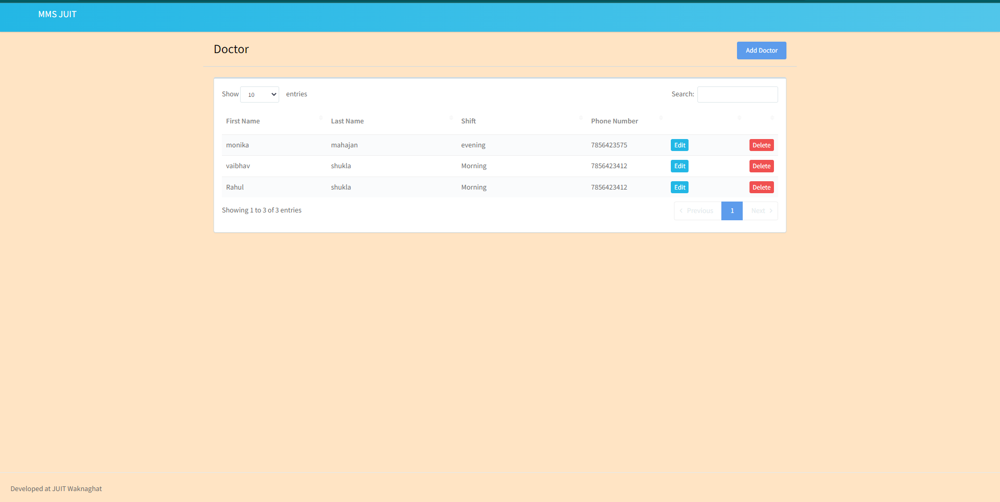 MMS JUIT
Doctor
Add Doctor
Show 10 entries
Search:
First Name Last Name Shift Phone Number
monika mahajan evening 7856423575 Edit Delete
vaibhav shukla Morning 7856423412 Edit Delete
Rahul shukla Morning 7856423412 Edit Delete
Showing 1 to 3 of 3 entries
Previous 1 Next
Developed at JUIT Waknaghat